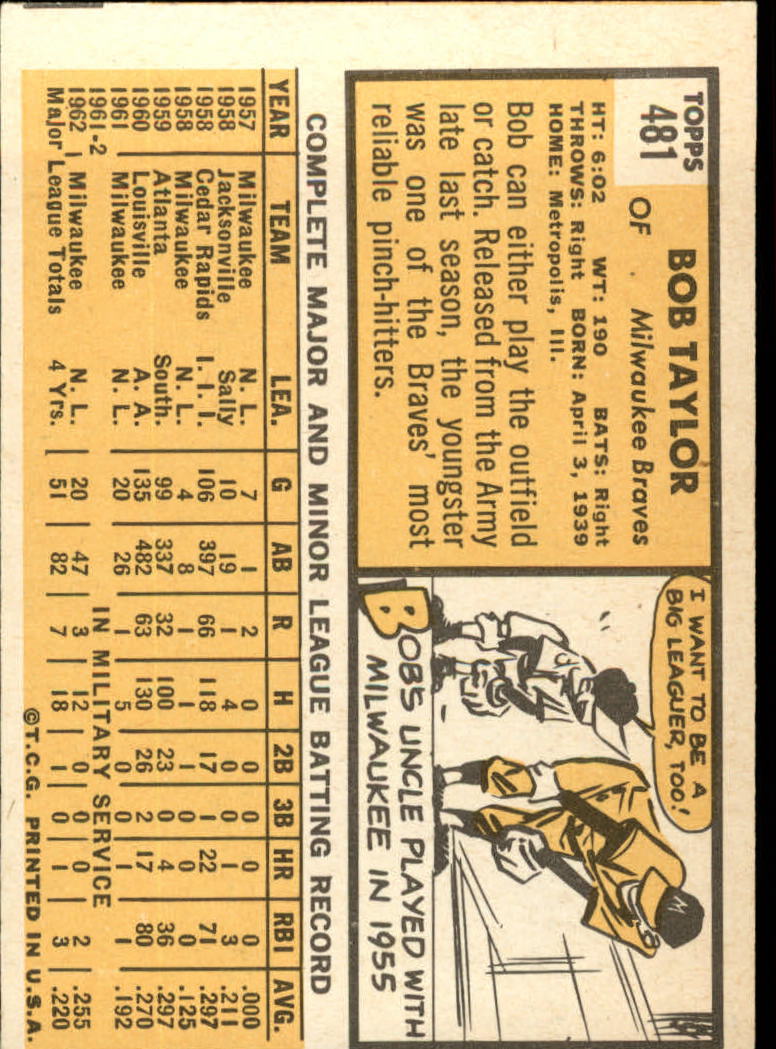 TOPPS
481
BOB TAYLOR
OF Milwaukee Braves
HT: 6:02 WT: 190 BATS: Right
THROWS: Right BORN: April 3, 1939
HOME: Metropolis, Ill.
Bob can either play the outfield
or catch. Released from the Army
late last season, the youngster
was one of the Braves' most
reliable pinch-hitters.
I WANT TO BE A
BIG LEAGUER, TOO!
M
BOB'S UNCLE PLAYED WITH
MILWAUKEE IN 1955
COMPLETE MAJOR AND MINOR LEAGUE BATTING RECORD
YEAR TEAM LEA. G AB R H 2B 3B HR RBI AVG.
1957 Milwaukee N. L. 7 1 2 0 0 0 0 0 .000
1958 Jacksonville Sally 10 19 1 4 0 0 1 3 .211
1958 Cedar Rapids I. I. I. 106 397 66 118 17 1 22 71 .297
1958 Milwaukee N. L. 4 8 1 1 1 0 0 0 .125
1959 Atlanta South. 99 337 32 100 23 0 4 36 .297
1960 Louisville A. A. 135 482 63 130 26 2 17 80 .270
1961 Milwaukee N. L. 20 26 1 5 0 0 1 1 .192
1961-2 IN MILITARY SERVICE
1962 Milwaukee N. L. 20 47 3 12 0 0 0 2 .255
Major League Totals 4 Yrs. 51 82 7 18 1 0 1 3 .220
©T.C.G. PRINTED IN U.S.A.